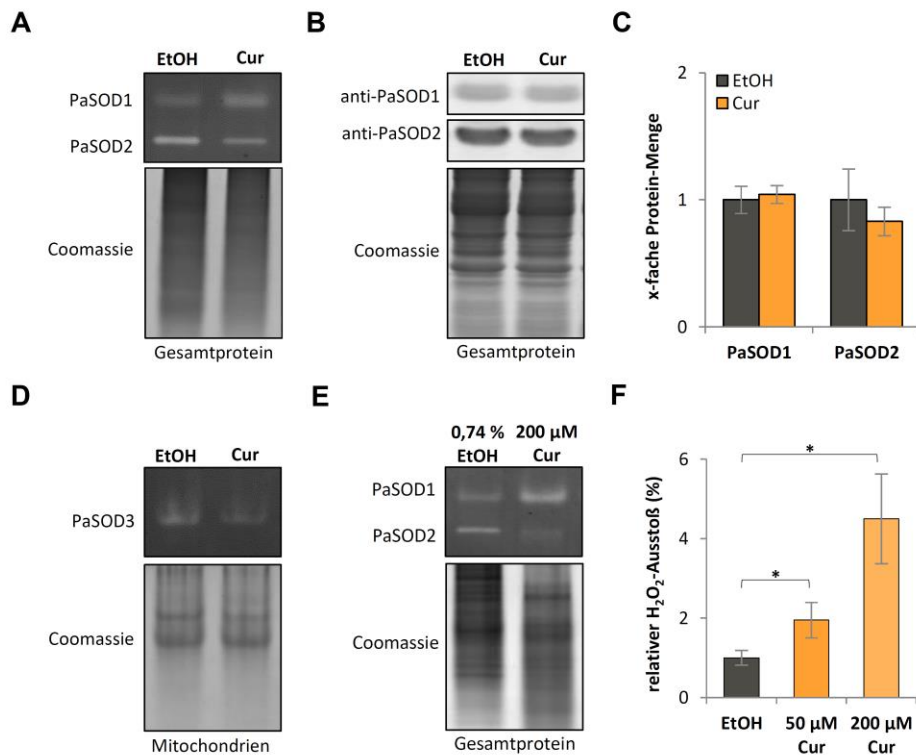 A
EtOH Cur
PaSOD1
PaSOD2
Coomassie
Gesamtprotein
B
EtOH Cur
anti-PaSOD1
anti-PaSOD2
Coomassie
Gesamtprotein
C
x-fache Protein-Menge
2
1
0
EtOH
Cur
PaSOD1 PaSOD2
D
EtOH Cur
PaSOD3
Coomassie
Mitochondrien
E
0,74 % 200 µM
EtOH Cur
PaSOD1
PaSOD2
Coomassie
Gesamtprotein
F
relativer H₂O₂-Ausstoß (%)
6
4
2
0
*
*
EtOH 50 µM 200 µM
Cur Cur